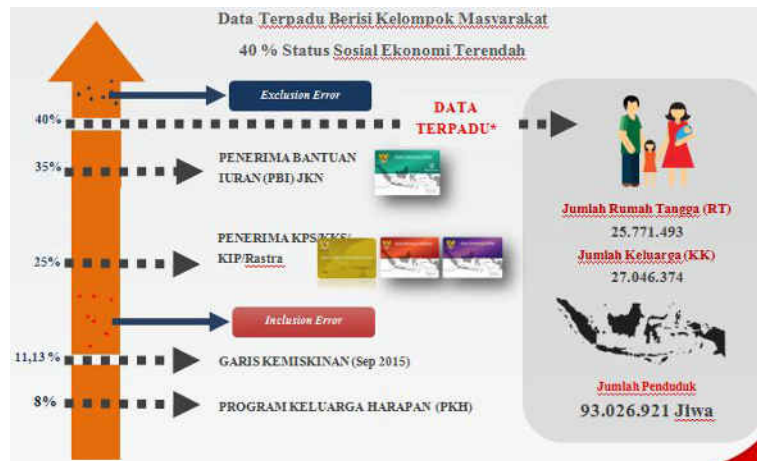 Data Terpadu Berisi Kelompok Masyarakat
40 % Status Sosial Ekonomi Terendah
Exclusion Error
40%
DATA
TERPADU*
35%
PENERIMA BANTUAN
IURAN (PBI) JKN
25%
PENERIMA KPS/KKS/
KIP/Rastra
Inclusion Error
11,13 %
GARIS KEMISKINAN (Sep 2015)
8%
PROGRAM KELUARGA HARAPAN (PKH)
Jumlah Rumah Tangga (RT)
25.771.493
Jumlah Keluarga (KK)
27.046.374
Jumlah Penduduk
93.026.921 Jiwa